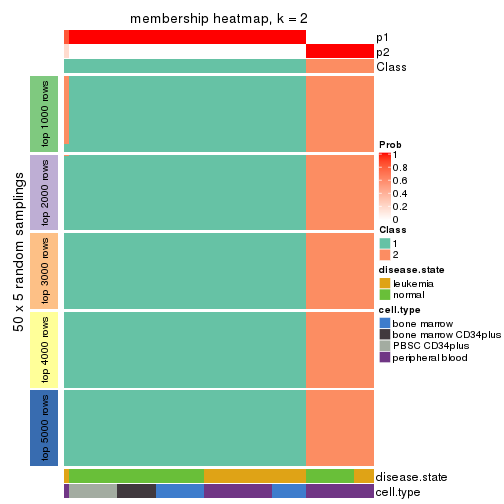 membership heatmap, k = 2
p1
p2
Class
50 x 5 random samplings
top 1000 rows
top 2000 rows
top 3000 rows
top 4000 rows
top 5000 rows
Prob
1
0.8
0.6
0.4
0.2
0
Class
1
2
disease.state
leukemia
normal
cell.type
bone marrow
bone marrow CD34plus
PBSC CD34plus
peripheral blood
disease.state
cell.type